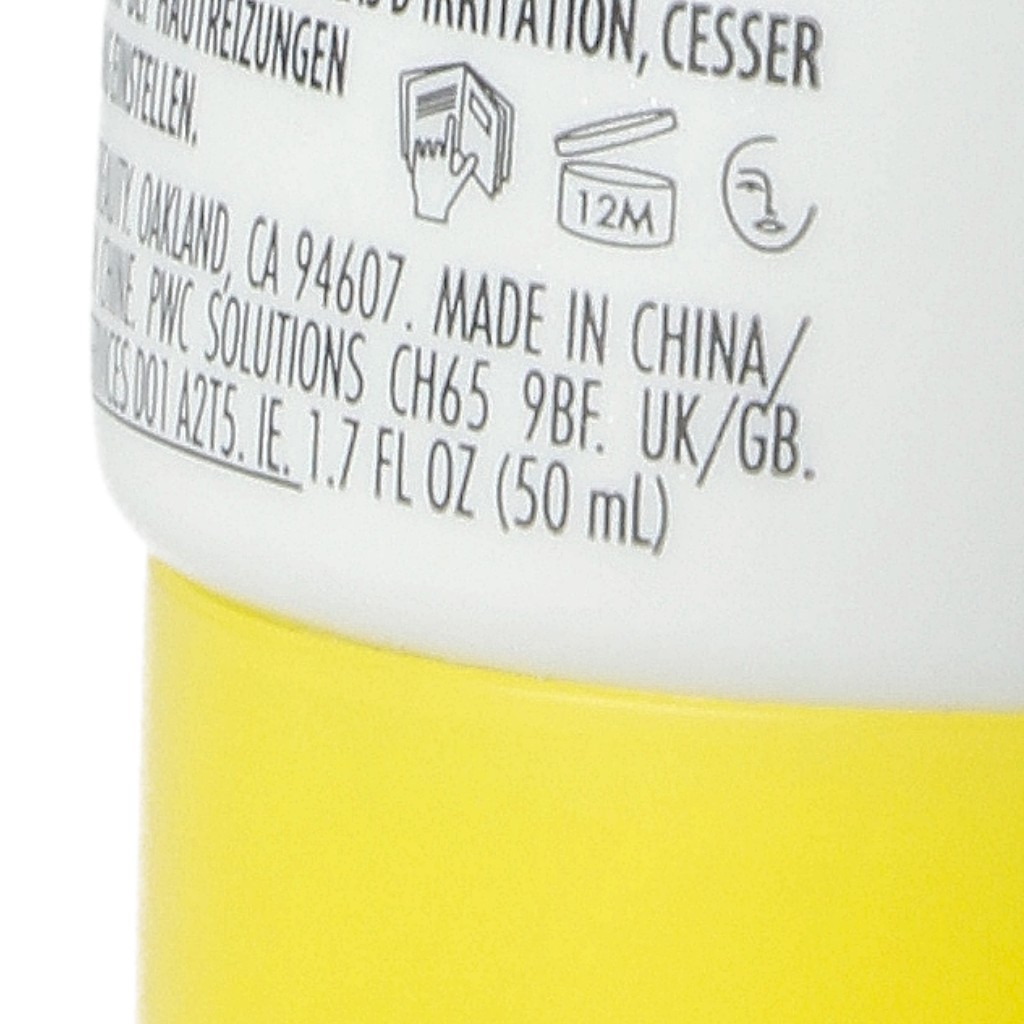 D'IRRITATION, CESSER
HAUTREIZUNGEN
EINSTELLEN.
12M
OAKLAND, CA 94607. MADE IN CHINA/
PWC SOLUTIONS CH65 9BF. UK/GB.
D01 A2T5. IE. 1.7 FL OZ (50 mL)